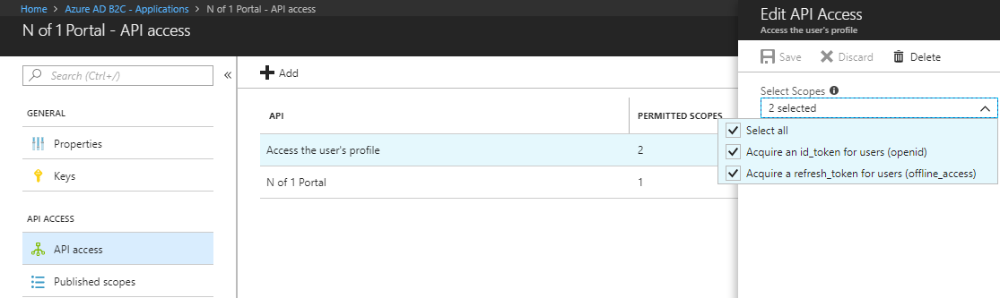 Home > Azure AD B2C - Applications > N of 1 Portal - API access
N of 1 Portal - API access
Search (Ctrl+/)
«
GENERAL
Properties
Keys
API ACCESS
API access
Published scopes
Add
API PERMITTED SCOPES
Access the user's profile 2
N of 1 Portal 1
Edit API Access
Access the user's profile
Save Discard Delete
Select Scopes
2 selected
Select all
Acquire an id_token for users (openid)
Acquire a refresh_token for users (offline_access)